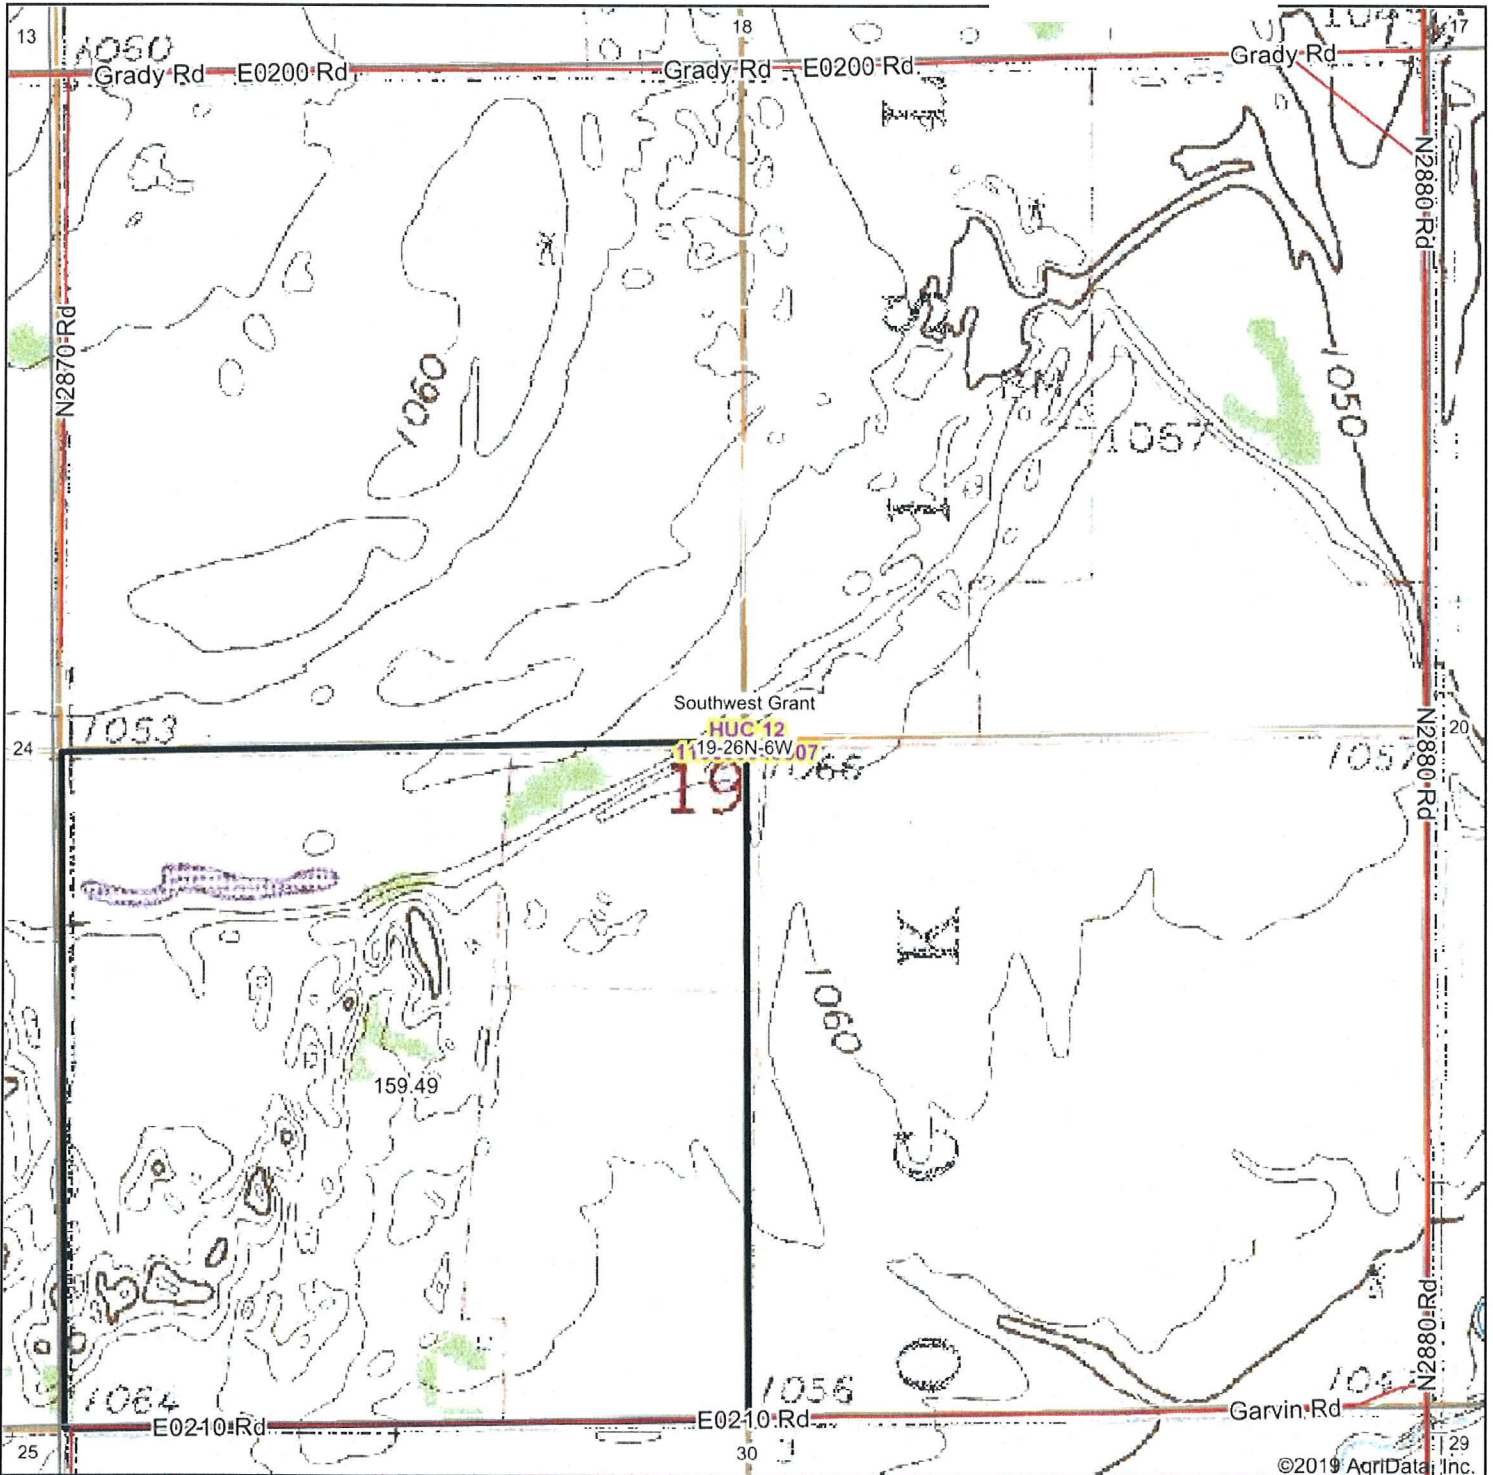 13
18
17
1060
Grady Rd
E0200 Rd
Grady Rd
E0200 Rd
Grady Rd
N2870 Rd
N2880 Rd
1060
1050
1057
Southwest Grant
HUC 12
19-26N-6W
07
1053
24
20
19
1066
1057
N2880 Rd
K
1060
159.49
O
1064
1056
N2880 Rd
E0210 Rd
E0210 Rd
Garvin Rd
25
30
29
©2019 AgriData, Inc.